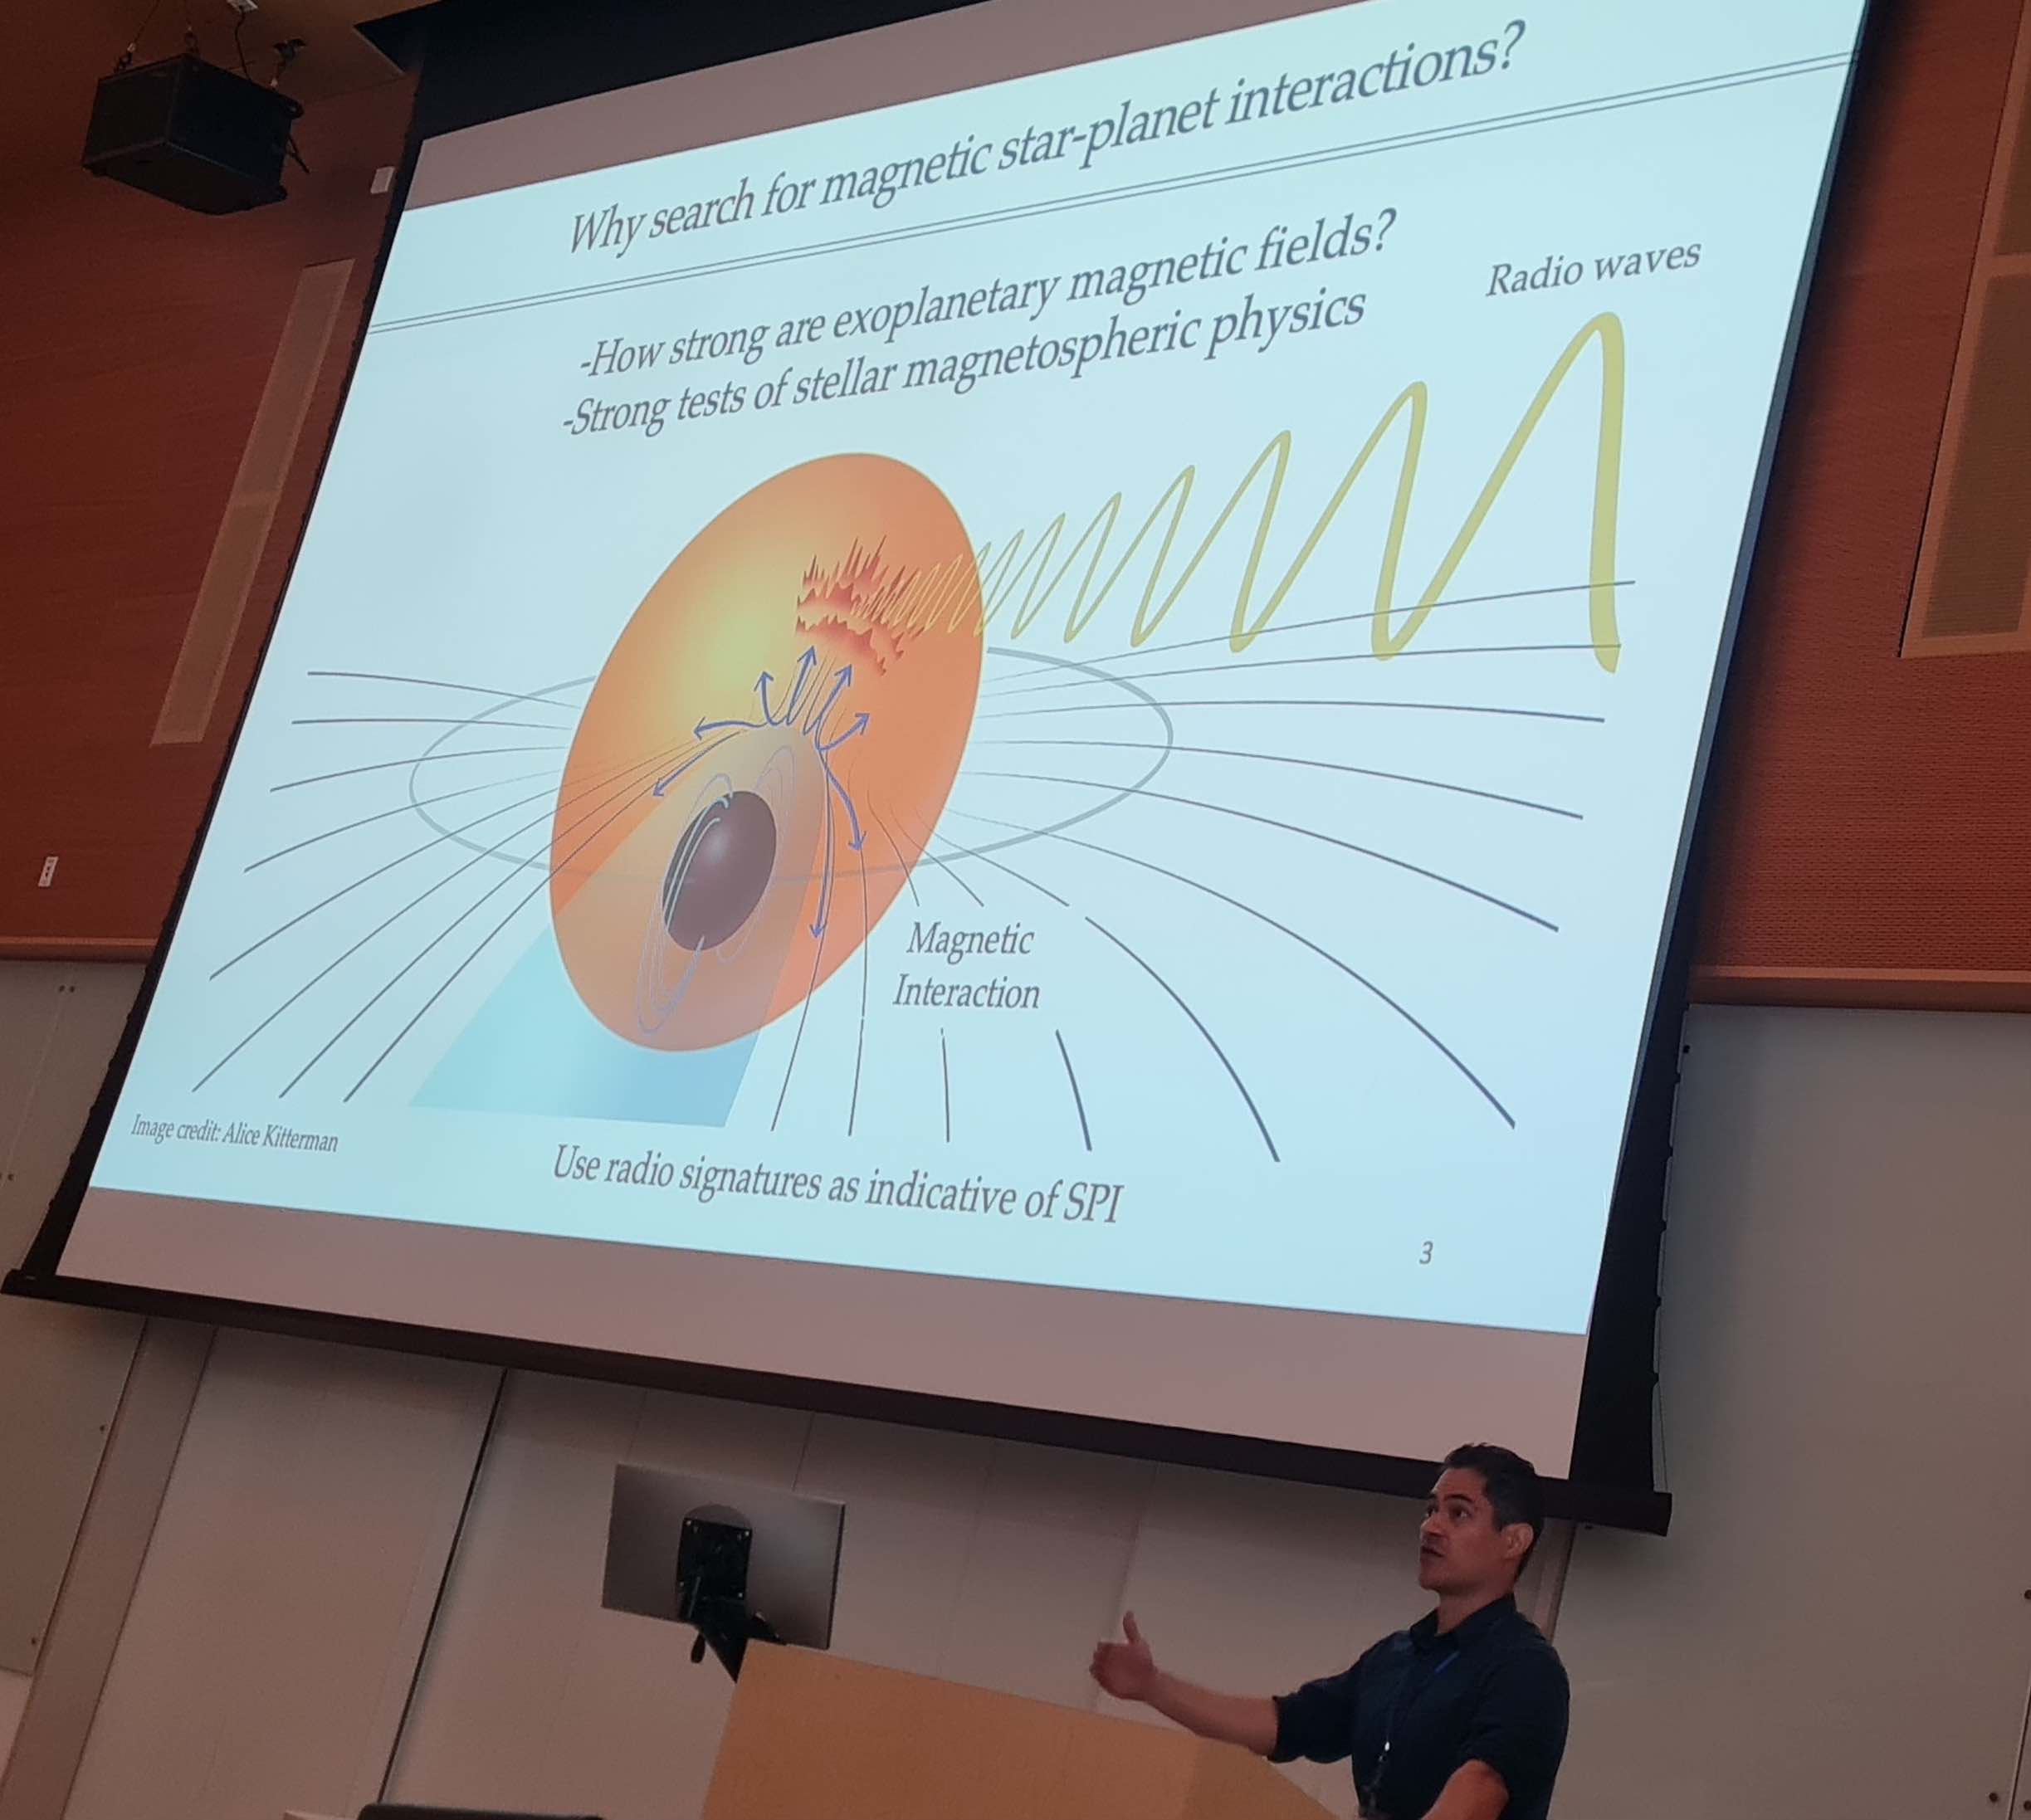 Why search for magnetic star-planet interactions?
-How strong are exoplanetary magnetic fields?
-Strong tests of stellar magnetospheric physics
Radio waves
Magnetic
Interaction
Image credit: Alice Kitterman
Use radio signatures as indicative of SPI
3